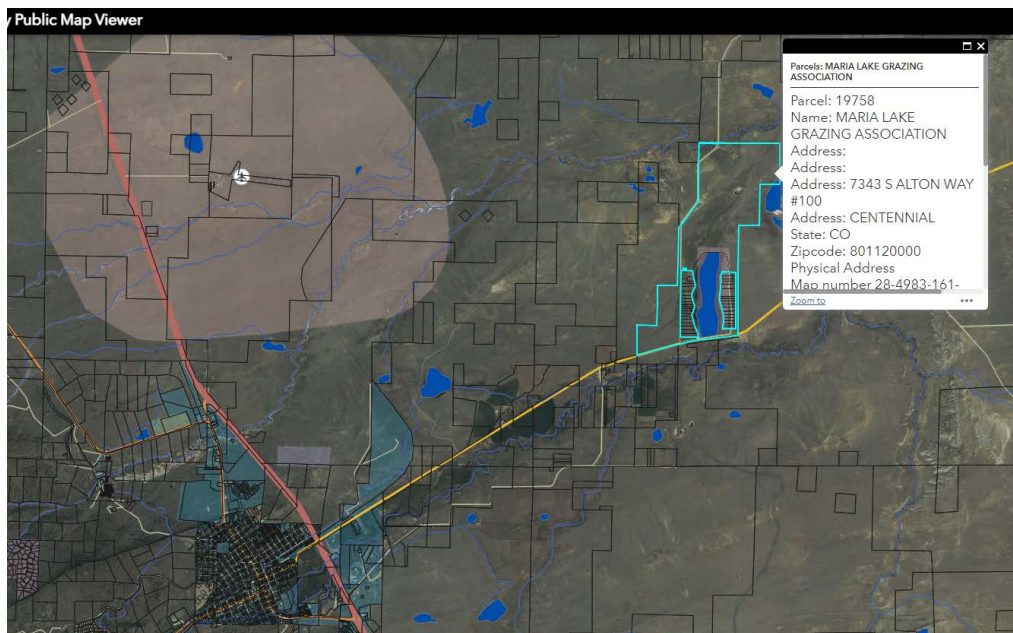 y Public Map Viewer
Parcels: MARIA LAKE GRAZING
ASSOCIATION
Parcel: 19758
Name: MARIA LAKE
GRAZING ASSOCIATION
Address:
Address:
Address: 7343 S ALTON WAY
#100
Address: CENTENNIAL
State: CO
Zipcode: 801120000
Physical Address
Map number 28-4983-161-
Zoom to